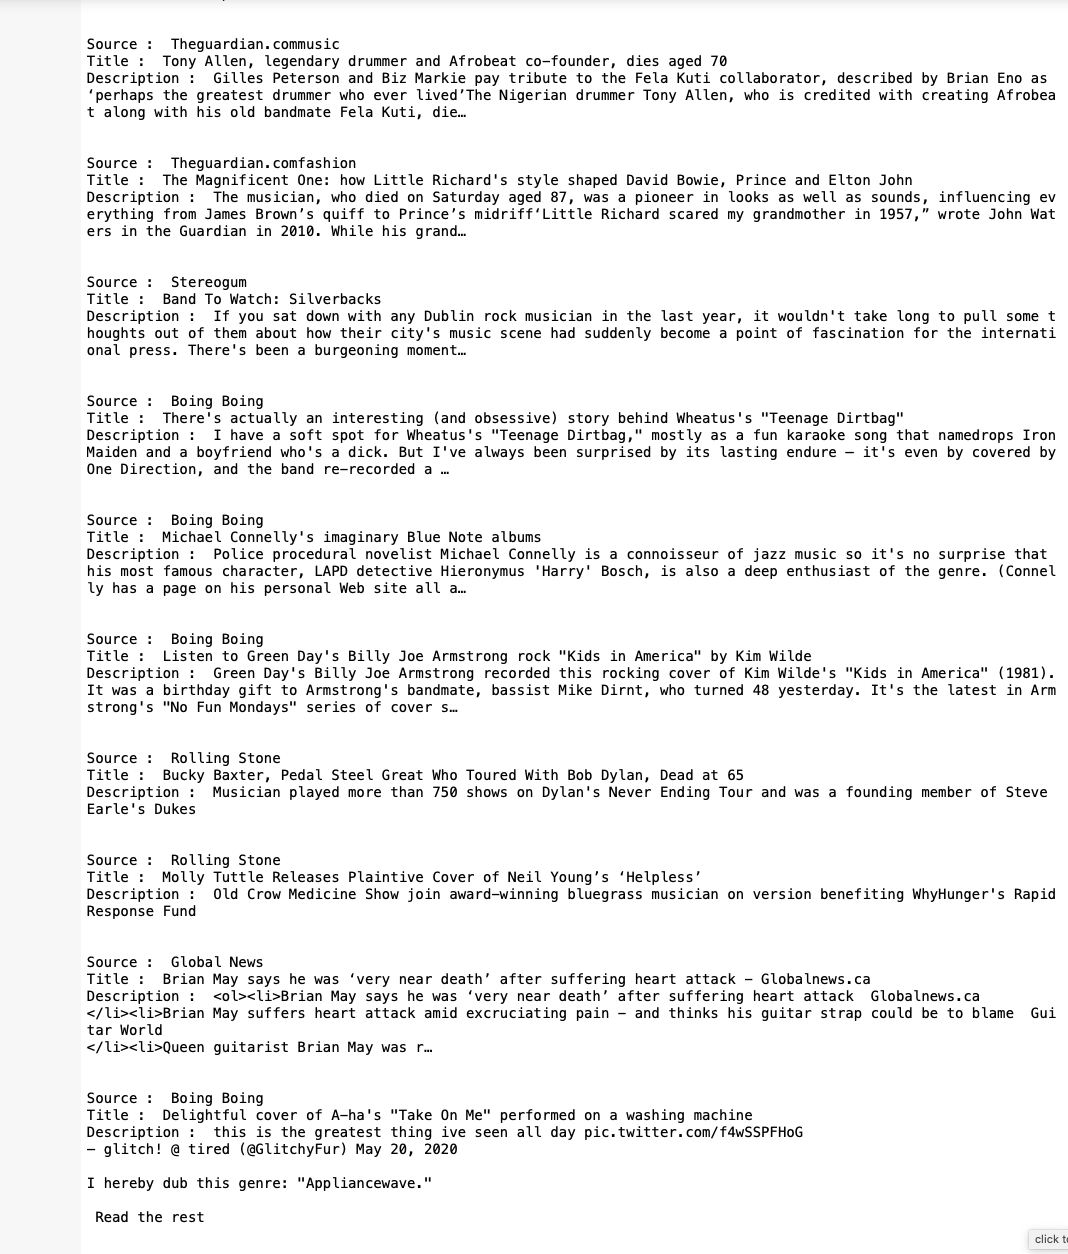 Source :  Theguardian.commusic
Title :  Tony Allen, legendary drummer and Afrobeat co-founder, dies aged 70
Description :  Gilles Peterson and Biz Markie pay tribute to the Fela Kuti collaborator, described by Brian Eno as
‘perhaps the greatest drummer who ever lived’The Nigerian drummer Tony Allen, who is credited with creating Afrobea
t along with his old bandmate Fela Kuti, die…
Source :  Theguardian.comfashion
Title :  The Magnificent One: how Little Richard's style shaped David Bowie, Prince and Elton John
Description :  The musician, who died on Saturday aged 87, was a pioneer in looks as well as sounds, influencing ev
erything from James Brown’s quiff to Prince’s midriff‘Little Richard scared my grandmother in 1957,” wrote John Wat
ers in the Guardian in 2010. While his grand…
Source :  Stereogum
Title :  Band To Watch: Silverbacks
Description :  If you sat down with any Dublin rock musician in the last year, it wouldn't take long to pull some t
houghts out of them about how their city's music scene had suddenly become a point of fascination for the internati
onal press. There's been a burgeoning moment…
Source :  Boing Boing
Title :  There's actually an interesting (and obsessive) story behind Wheatus's "Teenage Dirtbag"
Description :  I have a soft spot for Wheatus's "Teenage Dirtbag," mostly as a fun karaoke song that namedrops Iron
Maiden and a boyfriend who's a dick. But I've always been surprised by its lasting endure — it's even by covered by
One Direction, and the band re-recorded a …
Source :  Boing Boing
Title :  Michael Connelly's imaginary Blue Note albums
Description :  Police procedural novelist Michael Connelly is a connoisseur of jazz music so it's no surprise that
his most famous character, LAPD detective Hieronymus 'Harry' Bosch, is also a deep enthusiast of the genre. (Connel
ly has a page on his personal Web site all a…
Source :  Boing Boing
Title :  Listen to Green Day's Billy Joe Armstrong rock "Kids in America" by Kim Wilde
Description :  Green Day's Billy Joe Armstrong recorded this rocking cover of Kim Wilde's "Kids in America" (1981).
It was a birthday gift to Armstrong's bandmate, bassist Mike Dirnt, who turned 48 yesterday. It's the latest in Arm
strong's "No Fun Mondays" series of cover s…
Source :  Rolling Stone
Title :  Bucky Baxter, Pedal Steel Great Who Toured With Bob Dylan, Dead at 65
Description :  Musician played more than 750 shows on Dylan's Never Ending Tour and was a founding member of Steve
Earle's Dukes
Source :  Rolling Stone
Title :  Molly Tuttle Releases Plaintive Cover of Neil Young’s ‘Helpless’
Description :  Old Crow Medicine Show join award-winning bluegrass musician on version benefiting WhyHunger's Rapid
Response Fund
Source :  Global News
Title :  Brian May says he was ‘very near death’ after suffering heart attack - Globalnews.ca
Description :  <ol><li>Brian May says he was ‘very near death’ after suffering heart attack  Globalnews.ca
</li><li>Brian May suffers heart attack amid excruciating pain - and thinks his guitar strap could be to blame  Gui
tar World
</li><li>Queen guitarist Brian May was r…
Source :  Boing Boing
Title :  Delightful cover of A-ha's "Take On Me" performed on a washing machine
Description :  this is the greatest thing ive seen all day pic.twitter.com/f4wSSPFHoG
— glitch! @ tired (@GlitchyFur) May 20, 2020
I hereby dub this genre: "Appliancewave."
Read the rest
click to